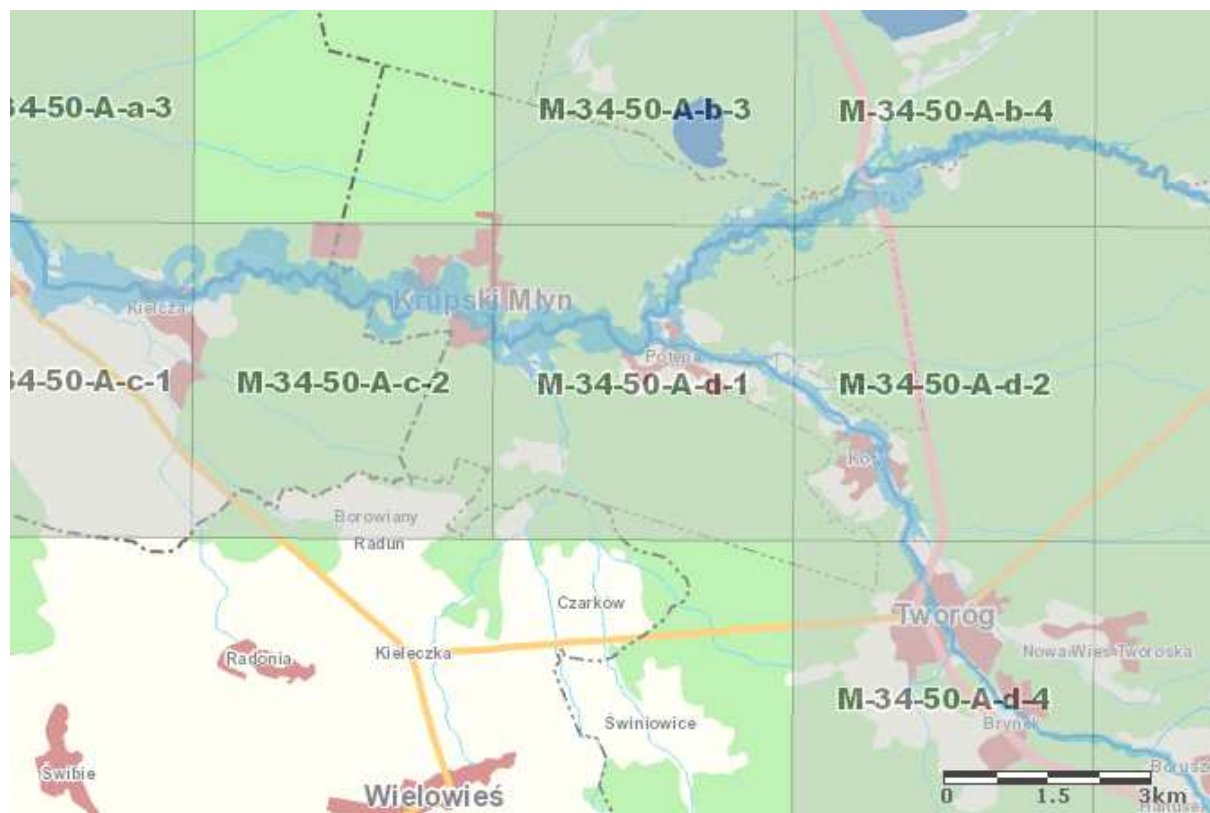 34-50-A-a-3
M-34-50-A-b-3
M-34-50-A-b-4
Kielcza
Krupski Młyn
Potępa
34-50-A-c-1
M-34-50-A-c-2
M-34-50-A-d-1
M-34-50-A-d-2
Borowiany
Radun
Czarków
Tworóg
Radonia
Kieleczka
Nowa Wieś Tworoska
M-34-50-A-d-4
Świniowice
Brynek
Świbie
Wielowieś
0 1.5 3km